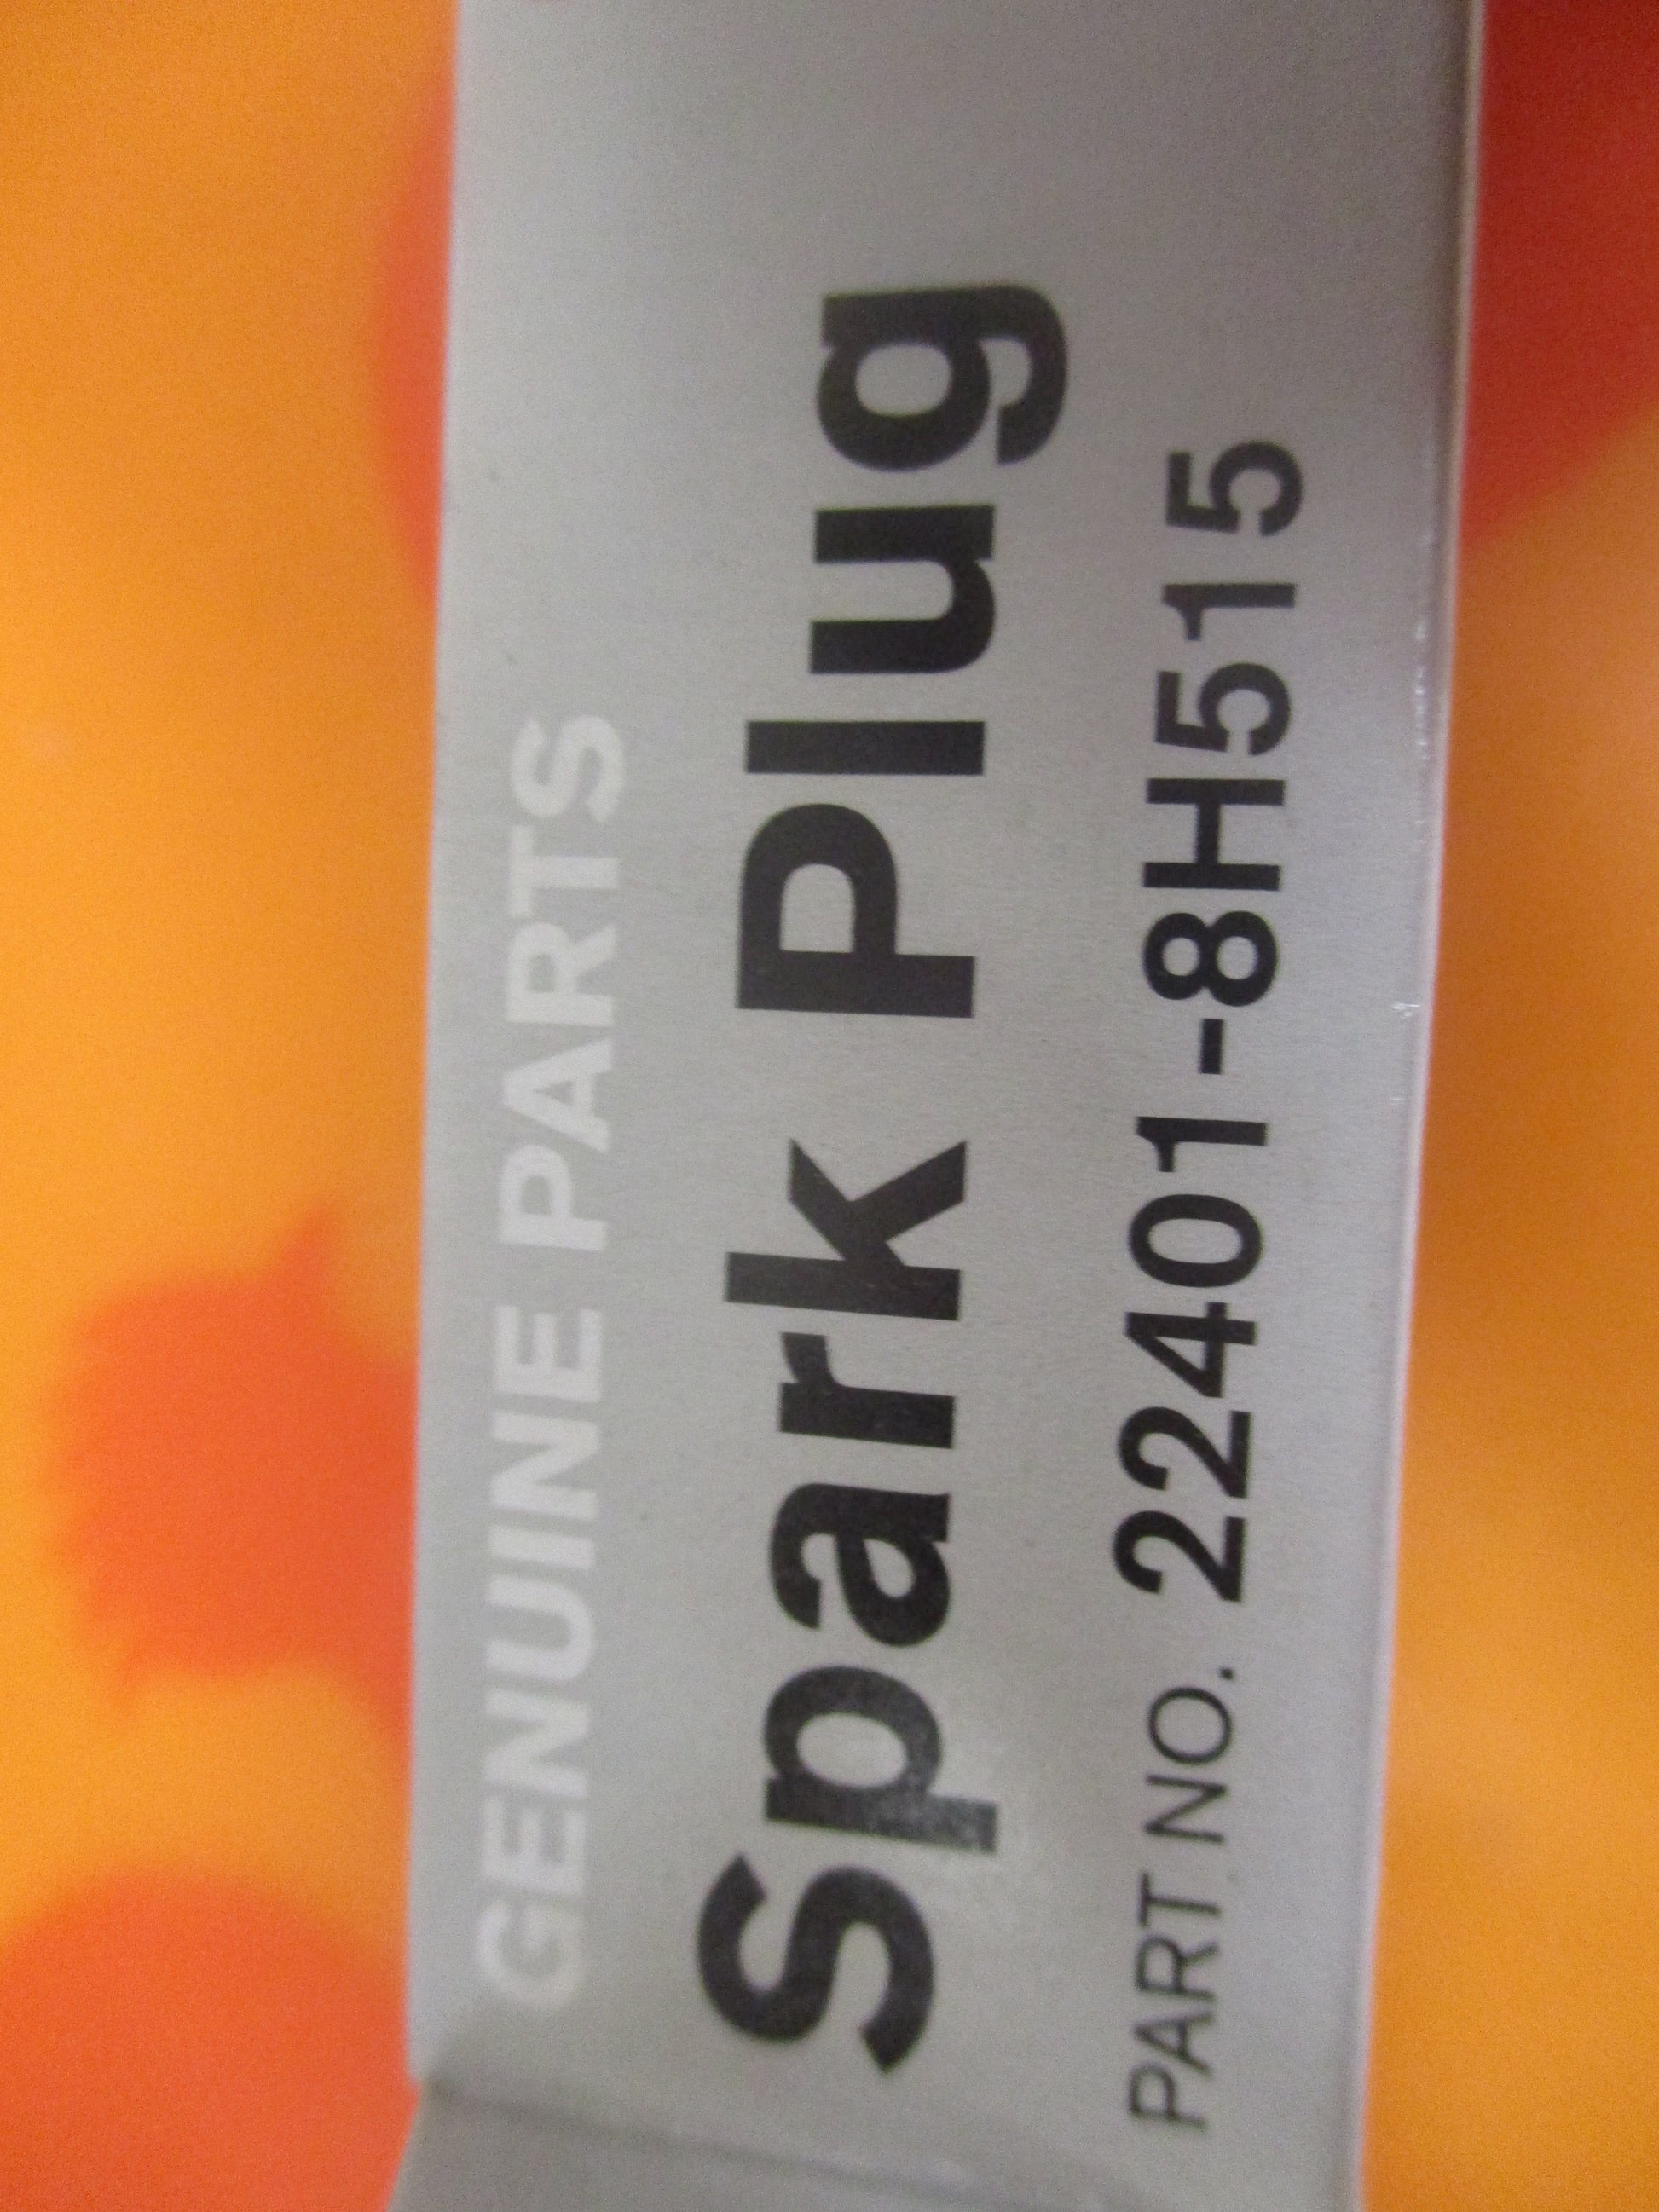 GENUINE PARTS
Spark Plug
PART NO. 22401-8H515